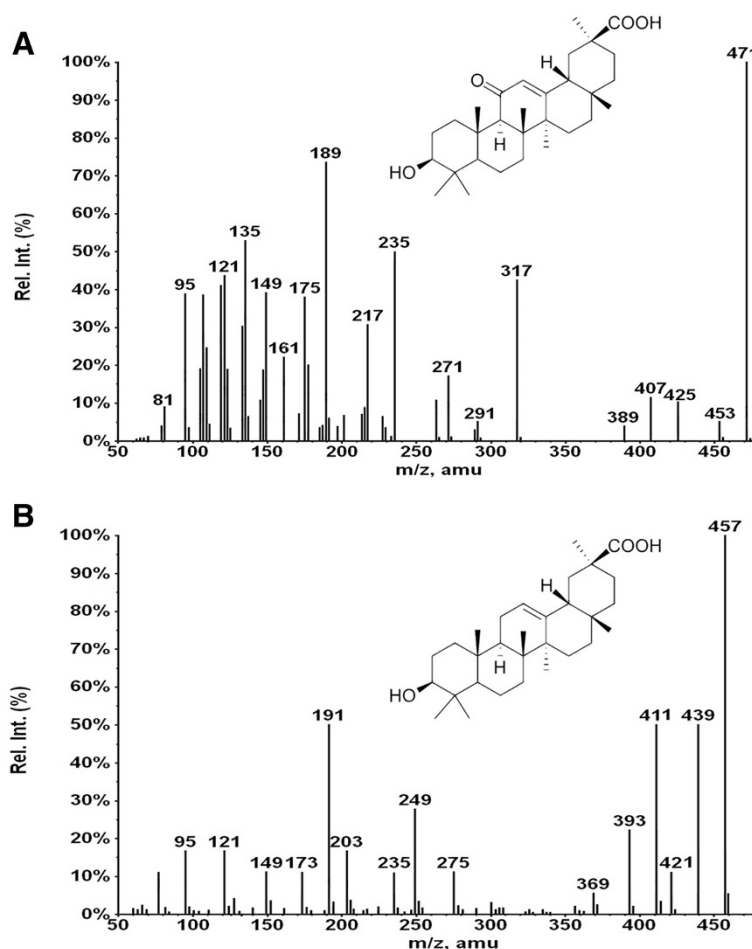 A
COOH
H
O
H
HO
100%
90%
80%
70%
60%
50%
40%
30%
20%
10%
0%
Rel. Int. (%)
471
189
135
235
317
121
95
149
175
217
161
271
81
291
407
425
389
453
50 100 150 200 250 300 350 400 450
m/z, amu
B
COOH
H
H
HO
100%
90%
80%
70%
60%
50%
40%
30%
20%
10%
0%
Rel. Int. (%)
457
191
411 439
249
393
95 121 203
149 173 235 275
421
369
50 100 150 200 250 300 350 400 450
m/z, amu